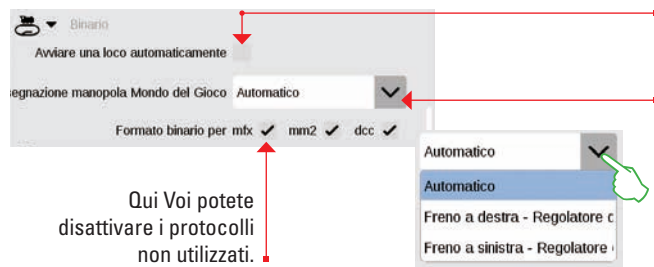 Binario
Avviare una loco automaticamente
segnazione manopola Mondo del Gioco Automatico
Formato binario per mfx mm2 dcc
Automatico
Automatico
Freno a destra - Regolatore
Freno a sinistra - Regolatore
Qui Voi potete
disattivare i protocolli
non utilizzati.